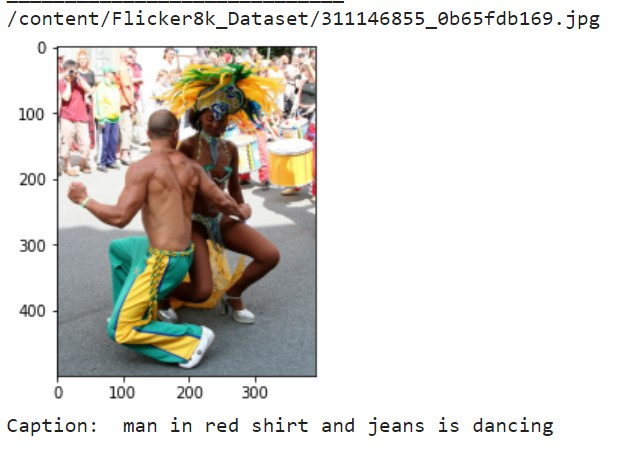 /content/Flicker8k_Dataset/311146855_0b65fdb169.jpg
0
100
200
300
400
0 100 200 300
Caption: man in red shirt and jeans is dancing